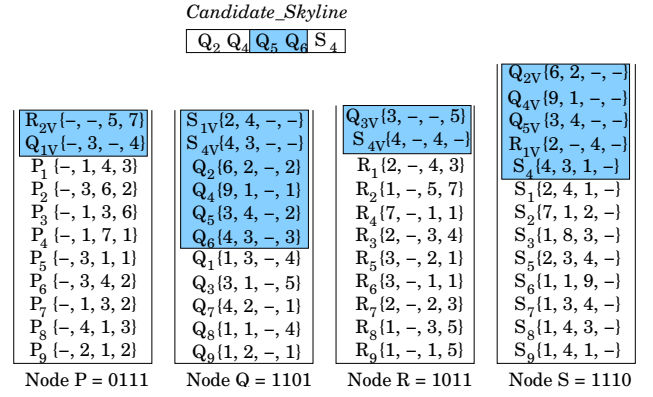 Candidate_Skyline
Q2 Q4 Q5 Q6 S4
R2V{–, –, 5, 7}
Q1V{–, 3, –, 4}
P1 {–, 1, 4, 3}
P2 {–, 3, 6, 2}
P3 {–, 1, 3, 6}
P4 {–, 1, 7, 1}
P5 {–, 3, 1, 1}
P6 {–, 3, 4, 2}
P7 {–, 1, 3, 2}
P8 {–, 4, 1, 3}
P9 {–, 2, 1, 2}
Node P = 0111
S1V{2, 4, –, –}
S4V{4, 3, –, –}
Q2 {6, 2, –, 2}
Q4 {9, 1, –, 1}
Q5 {3, 4, –, 2}
Q6 {4, 3, –, 3}
Q1 {1, 3, –, 4}
Q3 {3, 1, –, 5}
Q7 {4, 2, –, 1}
Q8 {1, 1, –, 4}
Q9 {1, 2, –, 1}
Node Q = 1101
Q3V{3, –, –, 5}
S4V{4, –, 4, –}
R1 {2, –, 4, 3}
R2 {1, –, 5, 7}
R4 {7, –, 1, 1}
R3 {2, –, 3, 4}
R5 {3, –, 2, 1}
R6 {3, –, 1, 1}
R7{2, –, 2, 3}
R8{1, –, 3, 5}
R9{1, –, 1, 5}
Node R = 1011
Q2V{6, 2, –, –}
Q4V{9, 1, –, –}
Q5V{3, 4, –, –}
R1V{2, –, 4, –}
S4 {4, 3, 1, –}
S1{2, 4, 1, –}
S2{7, 1, 2, –}
S3{1, 8, 3, –}
S5{2, 3, 4, –}
S6{1, 1, 9, –}
S7{1, 3, 4, –}
S8{1, 4, 3, –}
S9{1, 4, 1, –}
Node S = 1110